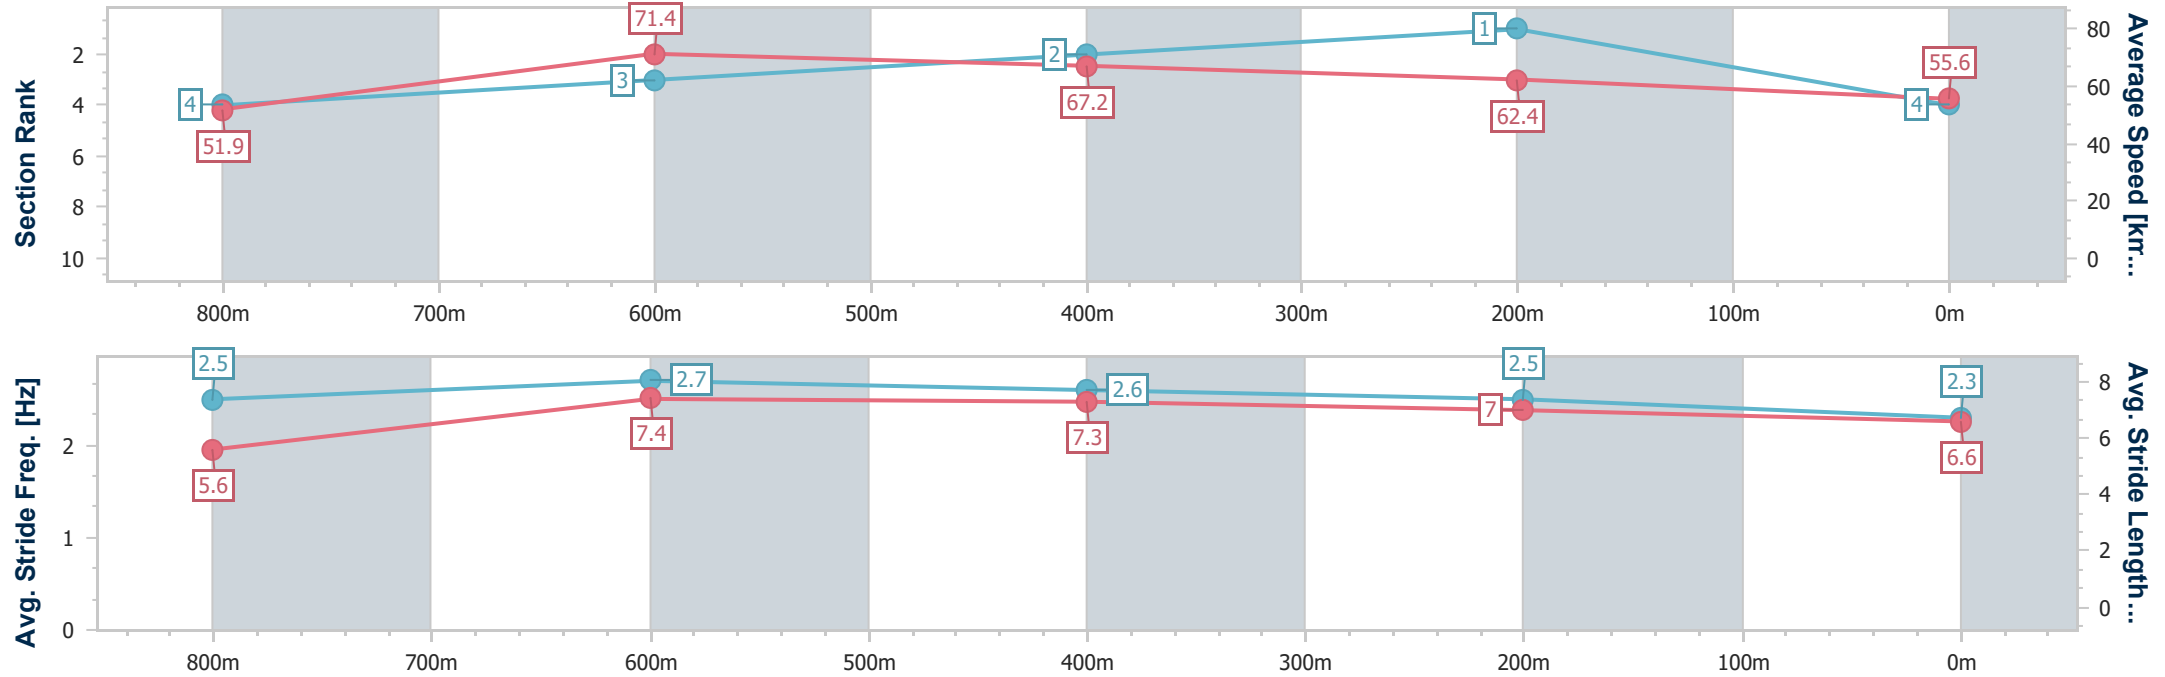 Section Rank
2
4
6
8
10
4
3
2
1
4
51.9
71.4
67.2
62.4
55.6
80
60
40
20
0
Average Speed [km...
800m
700m
600m
500m
400m
300m
200m
100m
0m
Avg. Stride Freq. [Hz]
2
1
0
2.5
2.7
2.6
2.5
2.3
5.6
7.4
7.3
7
6.6
8
6
4
2
0
Avg. Stride Length...
800m
700m
600m
500m
400m
300m
200m
100m
0m